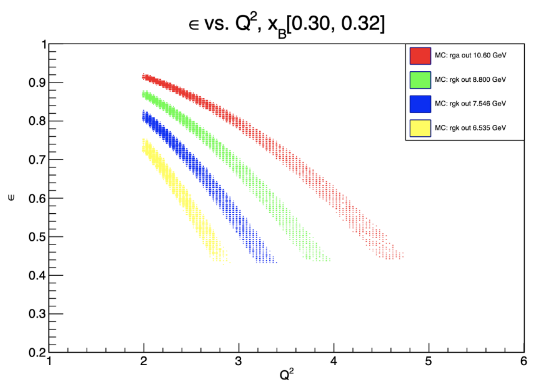 ∈ vs. Q², x_B[0.30, 0.32]
MC: rga out 10.60 GeV
MC: rgk out 8.800 GeV
MC: rgk out 7.546 GeV
MC: rgk out 6.535 GeV
∈
1
0.9
0.8
0.7
0.6
0.5
0.4
0.3
0.2
1 2 3 4 5 6
Q²